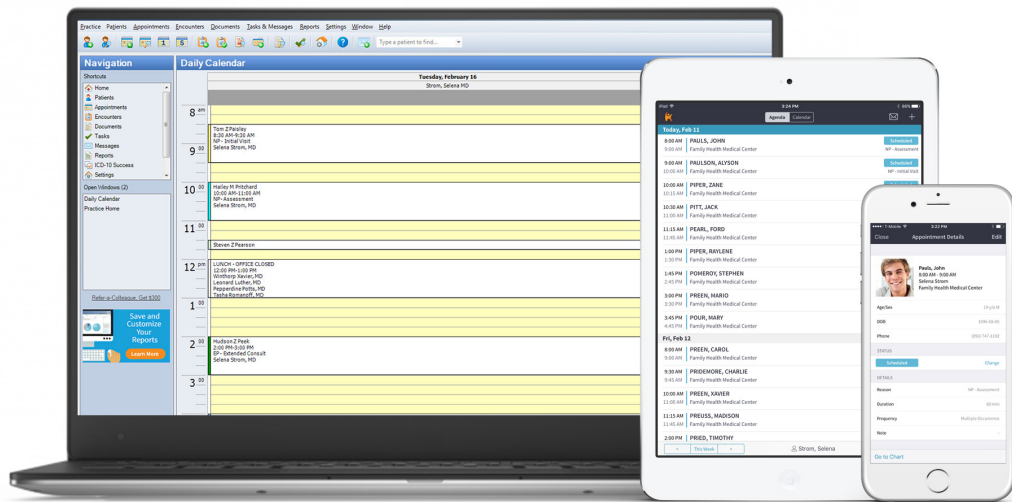 Practice Patients Appointments Encounters Documents Tasks & Messages Reports Settings Window Help
1 5 Type a patient to find...
Navigation
Shortcuts
Home
Patients
Appointments
Encounters
Documents
Tasks
Messages
Reports
ICD-10 Success
Settings
Open Windows (2)
Daily Calendar
Practice Home
Refer-a-Colleague, Get $300
Save and
Customize
Your
Reports
Learn More
Daily Calendar
Tuesday, February 16
Strom, Selena MD
8 am
Tom Z Paisley
8:30 AM-9:30 AM
NP - Initial Visit
Selena Strom, MD
9 00
10 00
Hailey M Pritchard
10:00 AM-11:00 AM
NP- Assessment
Selena Strom, MD
11 00
Steven Z Pearson
12 pm
LUNCH - OFFICE CLOSED
12:00 PM-1:00 PM
Winthorp Xavier, MD
Leonard Luther, MD
Pepperdine Potts, MD
Tasha Romanoff, MD
1 00
2 00
Hudson Z Peek
2:00 PM-3:00 PM
EP - Extended Consult
Selena Strom, MD
3 00
iPad 3:24 PM 86%
Agenda Calendar
Today, Feb 11
8:00 AM PAULS, JOHN Scheduled
9:00 AM Family Health Medical Center NP - Assessment
9:00 AM PAULSON, ALYSON Scheduled
10:00 AM Family Health Medical Center NP - Initial Visit
10:00 AM PIPER, ZANE
10:15 AM Family Health Medical Center
10:30 AM PITT, JACK
11:00 AM Family Health Medical Center
11:15 AM PEARL, FORD
11:45 AM Family Health Medical Center
1:00 PM PIPER, RAYLENE
1:30 PM Family Health Medical Center
1:45 PM POMEROY, STEPHEN
2:45 PM Family Health Medical Center
3:00 PM PREEN, MARIO
3:30 PM Family Health Medical Center
3:45 PM POUR, MARY
4:45 PM Family Health Medical Center
Fri, Feb 12
8:00 AM PREEN, CAROL
9:00 AM Family Health Medical Center
9:30 AM PRIDEMORE, CHARLIE
9:45 AM Family Health Medical Center
10:00 AM PREEN, XAVIER
11:00 AM Family Health Medical Center
11:15 AM PREUSS, MADISON
11:45 AM Family Health Medical Center
2:00 PM PRIED, TIMOTHY
This Week Strom, Selena
T-Mobile 3:22 PM
Close Appointment Details Edit
Pauls, John
8:00 AM - 9:00 AM
Selena Strom
Family Health Medical Center
Age/Sex
DOB
Phone
STATUS
Scheduled Change
DETAILS
Reason NP - Assessment
Duration 60 min
Frequency
Note
Go to Chart